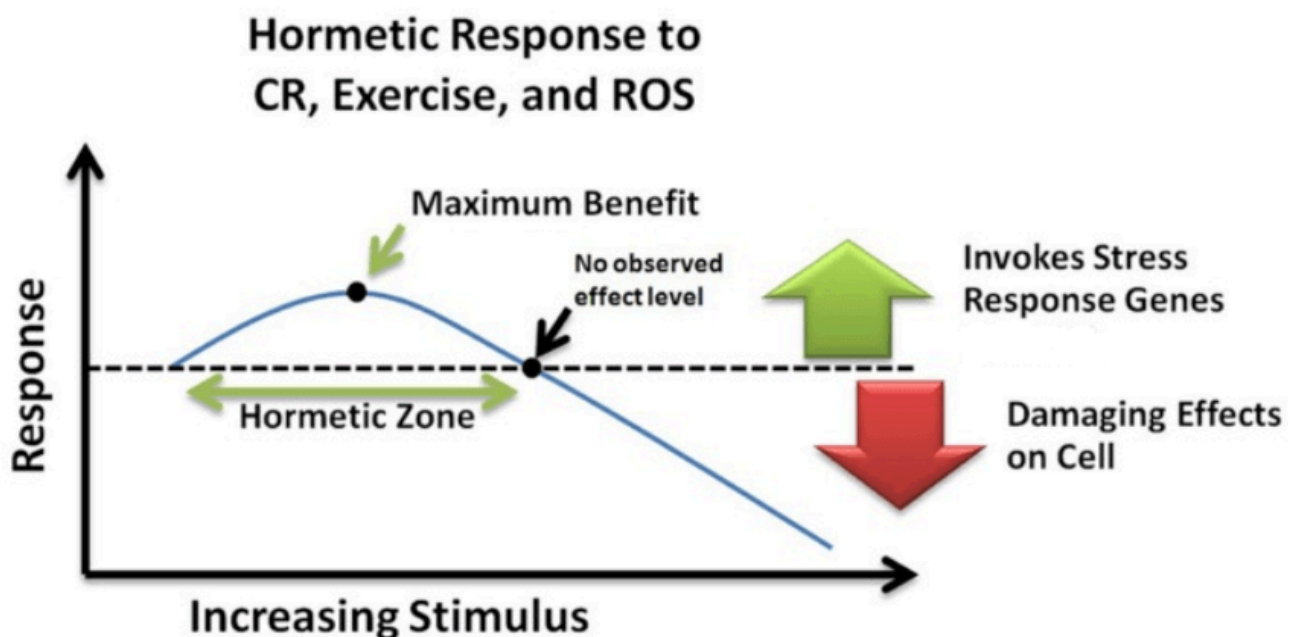 Hormetic Response to
CR, Exercise, and ROS
Maximum Benefit
No observed
effect level
Invokes Stress
Response Genes
Response
Hormetic Zone
Damaging Effects
on Cell
Increasing Stimulus